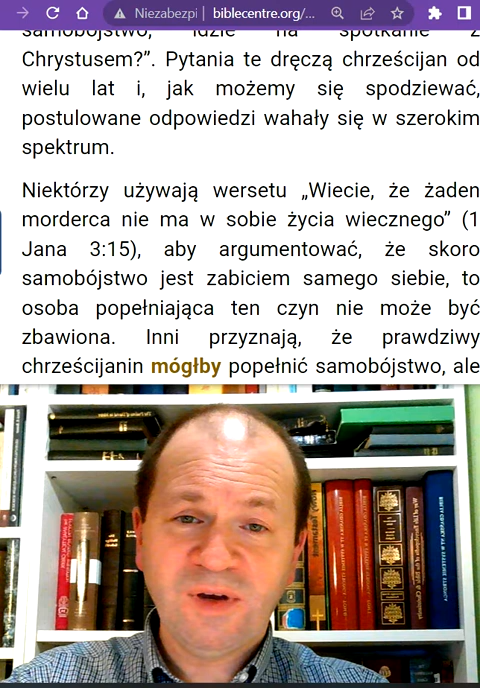 Niezabezpi | biblecentre.org/...
samobójstwo, idzie na spotkanie z
Chrystusem?”. Pytania te dręczą chrześcijan od
wielu lat i, jak możemy się spodziewać,
postulowane odpowiedzi wahały się w szerokim
spektrum.
Niektórzy używają wersetu „Wiecie, że żaden
morderca nie ma w sobie życia wiecznego” (1
Jana 3:15), aby argumentować, że skoro
samobójstwo jest zabiciem samego siebie, to
osoba popełniająca ten czyn nie może być
zbawiona. Inni przyznają, że prawdziwy
chrześcijanin mógłby popełnić samobójstwo, ale